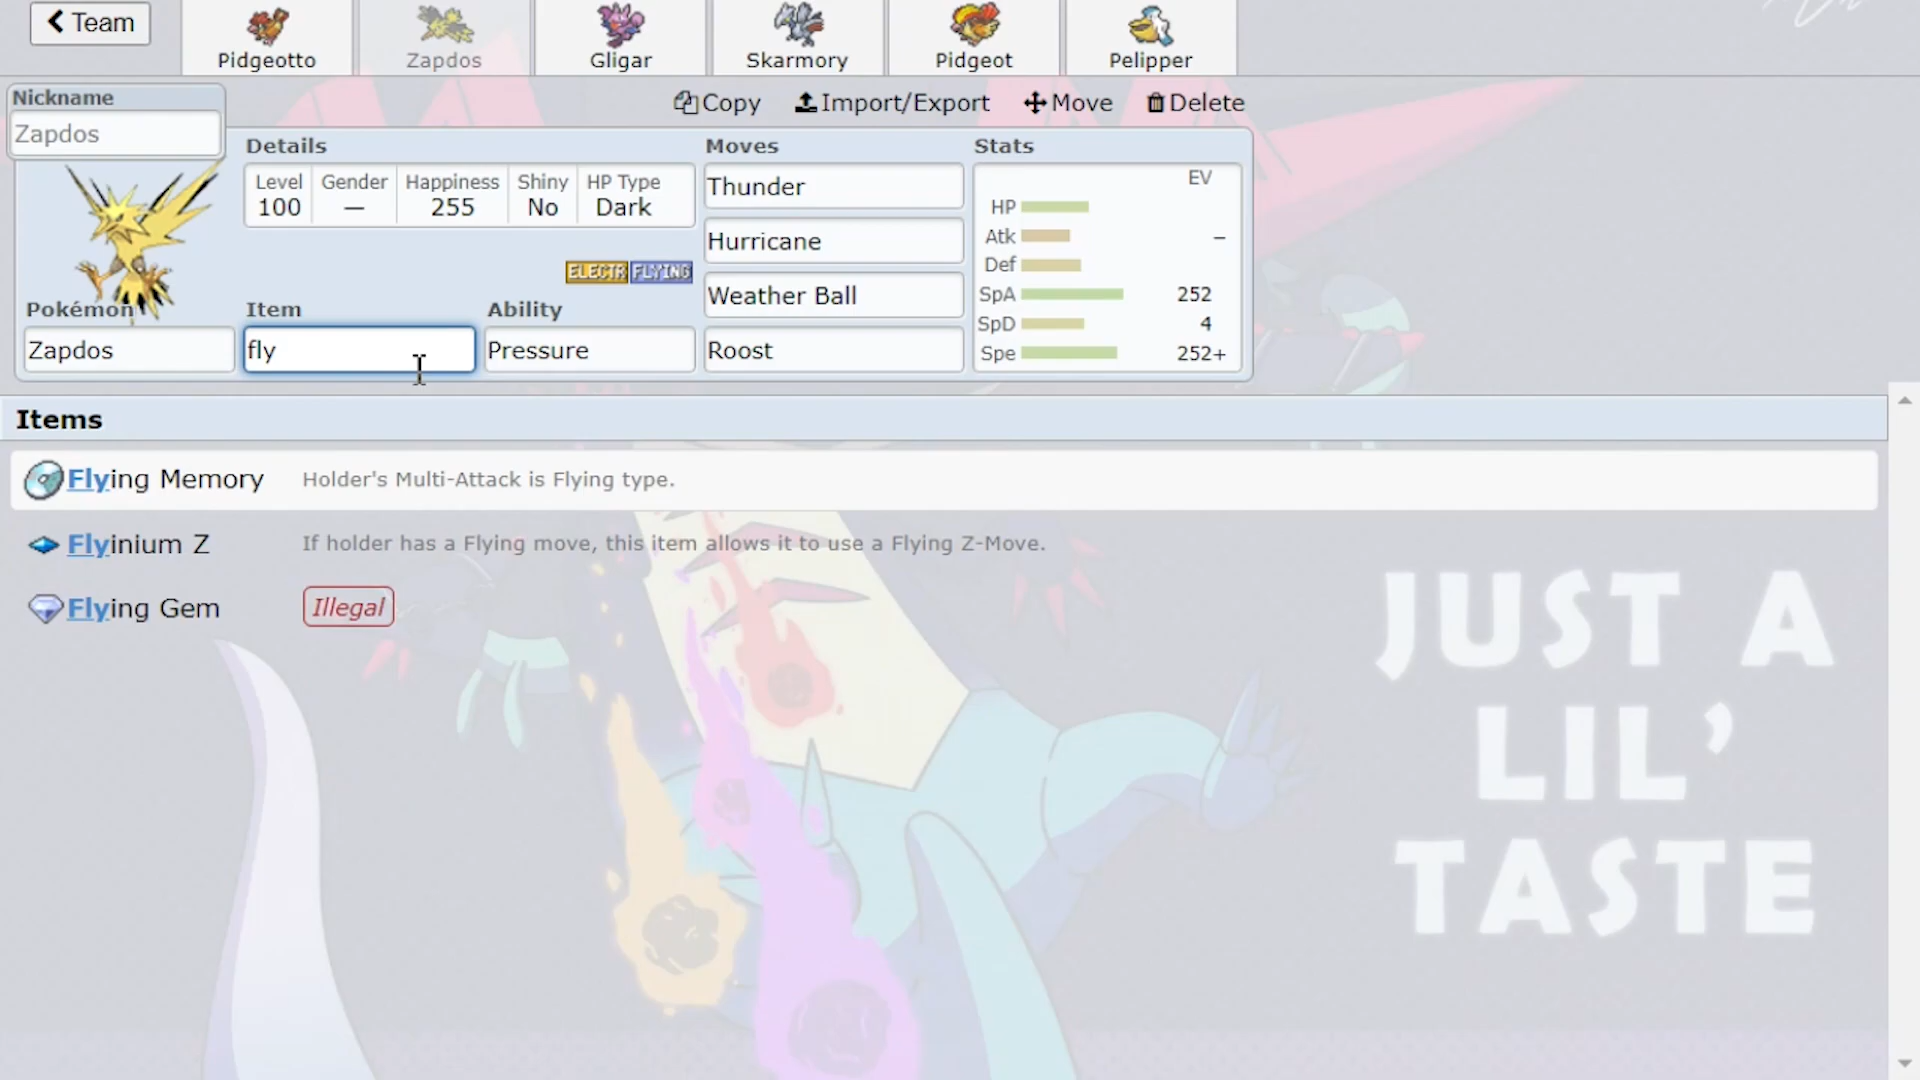 Team
Pidgeotto
Zapdos
Gligar
Skarmory
Pidgeot
Pelipper
Nickname
Zapdos
Copy
Import/Export
Move
Delete
Details
Level
100
Gender
—
Happiness
255
Shiny
No
HP Type
Dark
ELECTR FLYING
Pokémon
Zapdos
Item
fly
Ability
Pressure
Moves
Thunder
Hurricane
Weather Ball
Roost
Stats
EV
HP
Atk –
Def
SpA 252
SpD 4
Spe 252+
Items
Flying Memory Holder's Multi-Attack is Flying type.
Flyinium Z If holder has a Flying move, this item allows it to use a Flying Z-Move.
Flying Gem Illegal
JUST A
LIL'
TASTE